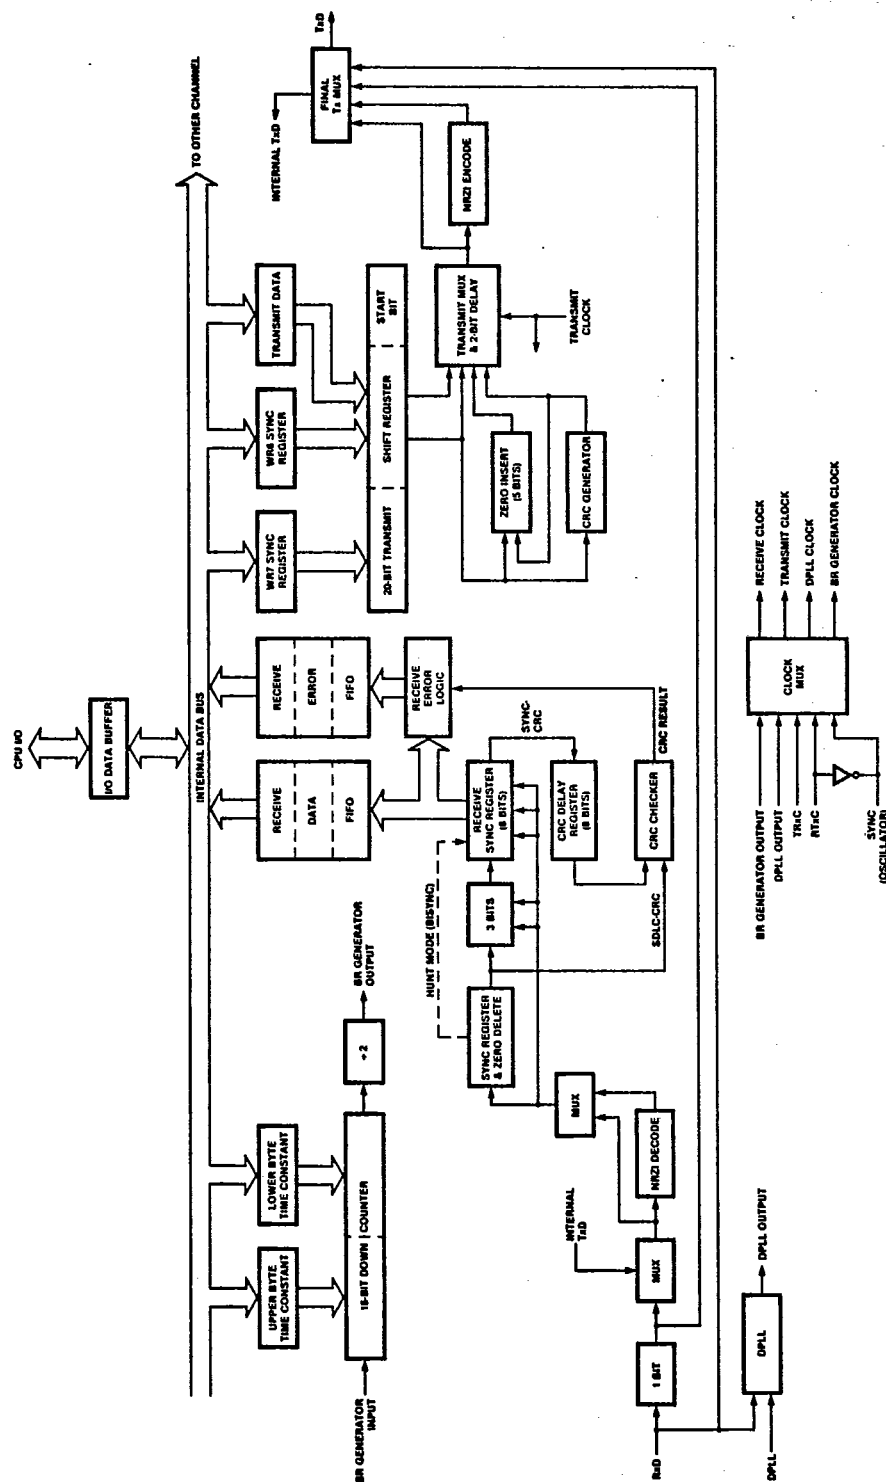 CPU I/O
I/O DATA BUFFER
INTERNAL DATA BUS
TO OTHER CHANNEL
UPPER BYTE
TIME CONSTANT
LOWER BYTE
TIME CONSTANT
16-BIT DOWN COUNTER
BR GENERATOR
INPUT
÷2
BR GENERATOR
OUTPUT
RECEIVE
DATA
FIFO
RECEIVE
ERROR
FIFO
RECEIVE
ERROR
LOGIC
WR7 SYNC
REGISTER
WR6 SYNC
REGISTER
TRANSMIT DATA
20-BIT TRANSMIT
SHIFT REGISTER
START
BIT
HUNT MODE (BISYNC)
SYNC REGISTER
& ZERO DELETE
3 BITS
RECEIVE
SYNC REGISTER
(8 BITS)
SYNC-
CRC
CRC DELAY
REGISTER
(8 BITS)
SDLC-CRC
CRC CHECKER
CRC RESULT
ZERO INSERT
(5 BITS)
CRC GENERATOR
TRANSMIT MUX
& 2-BIT DELAY
TRANSMIT
CLOCK
NRZI ENCODE
INTERNAL TxD
FINAL
Tx MUX
TxD
RxD
1 BIT
MUX
INTERNAL
TxD
NRZI DECODE
MUX
DPLL
DPLL
DPLL OUTPUT
BR GENERATOR OUTPUT
DPLL OUTPUT
TRxC
RTxC
SYNC
(OSCILLATOR)
CLOCK
MUX
RECEIVE CLOCK
TRANSMIT CLOCK
DPLL CLOCK
BR GENERATOR CLOCK